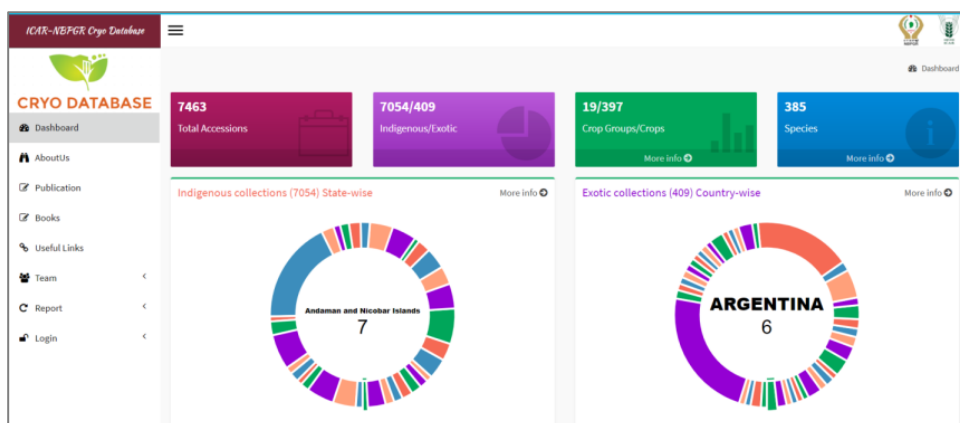 ICAR-NBPGR Cryo Database
CRYO DATABASE
Dashboard
AboutUs
Publication
Books
Useful Links
Team
Report
Login
Dashboard
7463
Total Accessions
7054/409
Indigenous/Exotic
19/397
Crop Groups/Crops
More info
385
Species
More info
Indigenous collections (7054) State-wise
More info
Andaman and Nicobar Islands
7
Exotic collections (409) Country-wise
More info
ARGENTINA
6